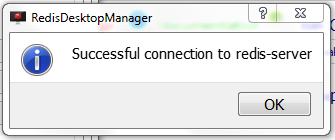 RedisDesktopManager
?
Successful connection to redis-server
OK